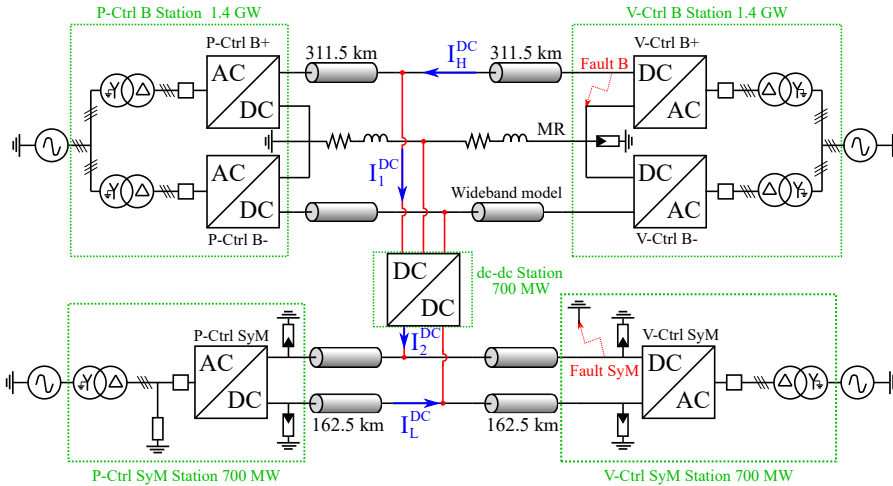 P-Ctrl B Station 1.4 GW
V-Ctrl B Station 1.4 GW
P-Ctrl B+
311.5 km
I_H^DC
311.5 km
V-Ctrl B+
Fault B
AC
DC
DC
AC
MR
I_1^DC
Wideband model
AC
DC
DC
AC
P-Ctrl B-
V-Ctrl B-
DC
DC
dc-dc Station
700 MW
I_2^DC
P-Ctrl SyM
V-Ctrl SyM
Fault SyM
AC
DC
DC
AC
162.5 km
I_L^DC
162.5 km
P-Ctrl SyM Station 700 MW
V-Ctrl SyM Station 700 MW